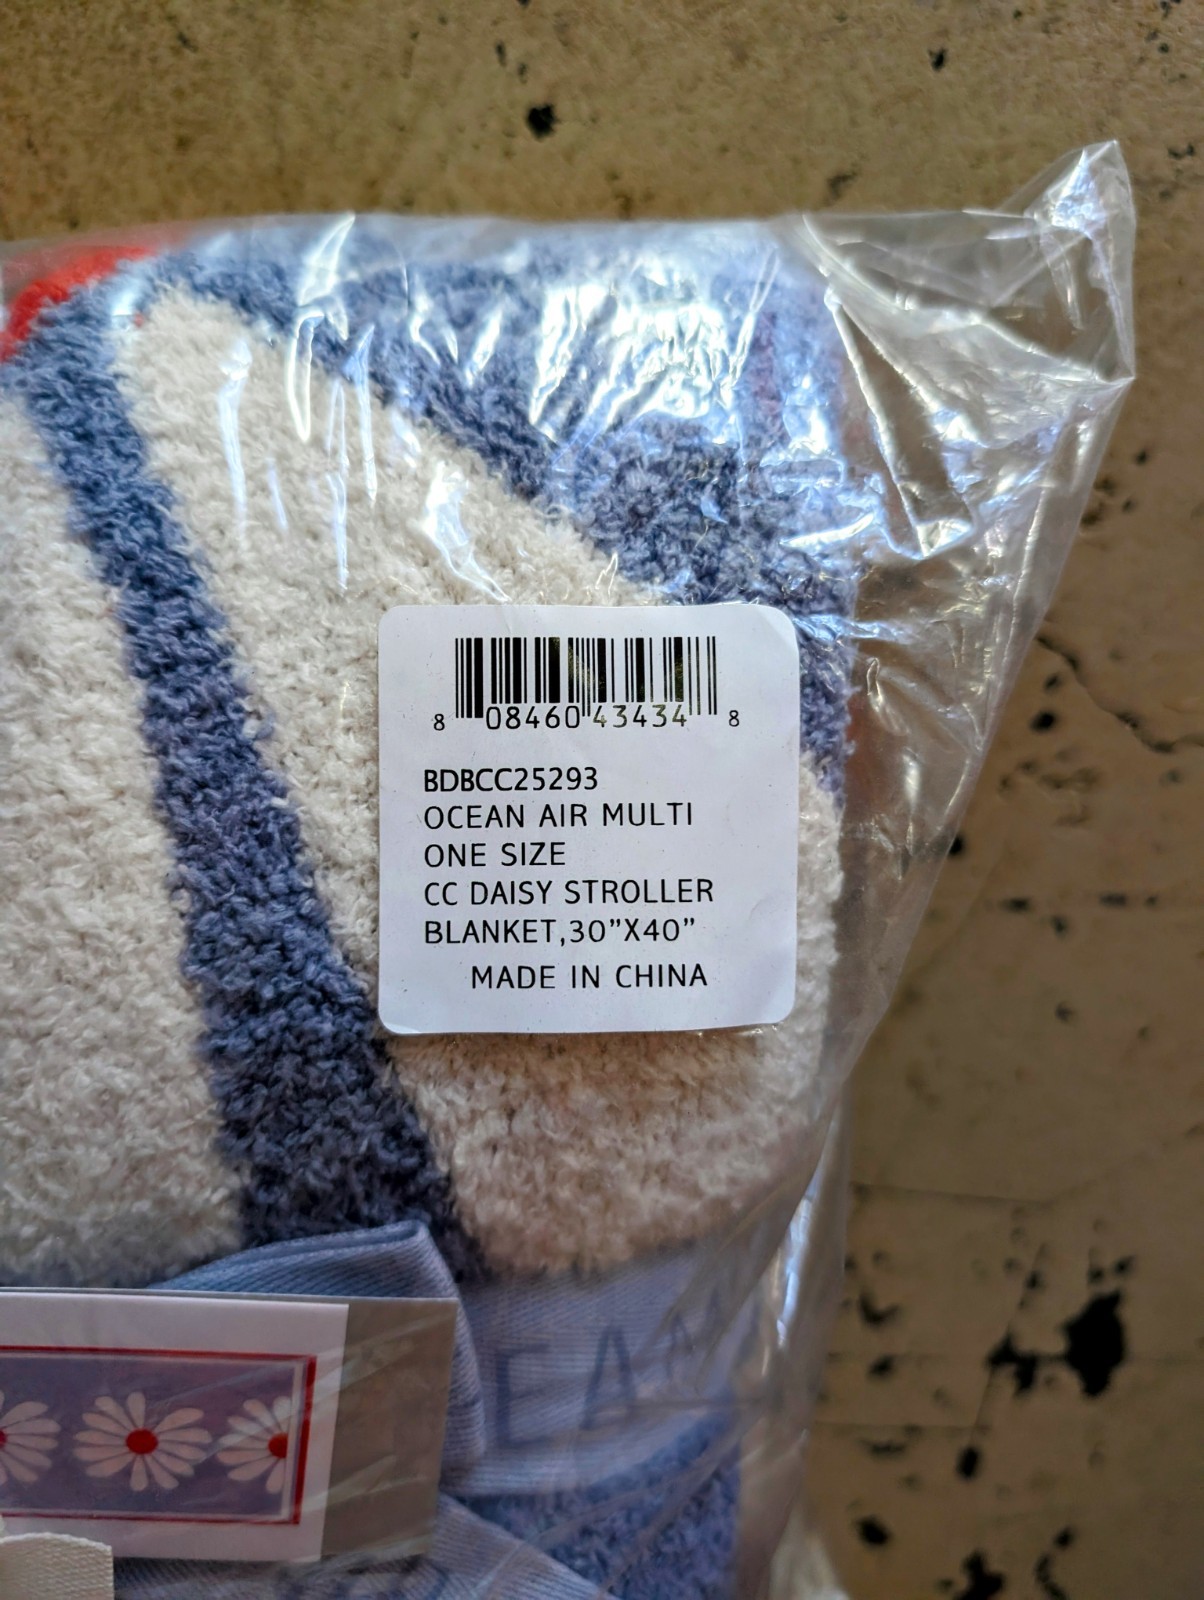 8 08460 43434 8
BDBCC25293
OCEAN AIR MULTI
ONE SIZE
CC DAISY STROLLER
BLANKET,30”X40”
MADE IN CHINA